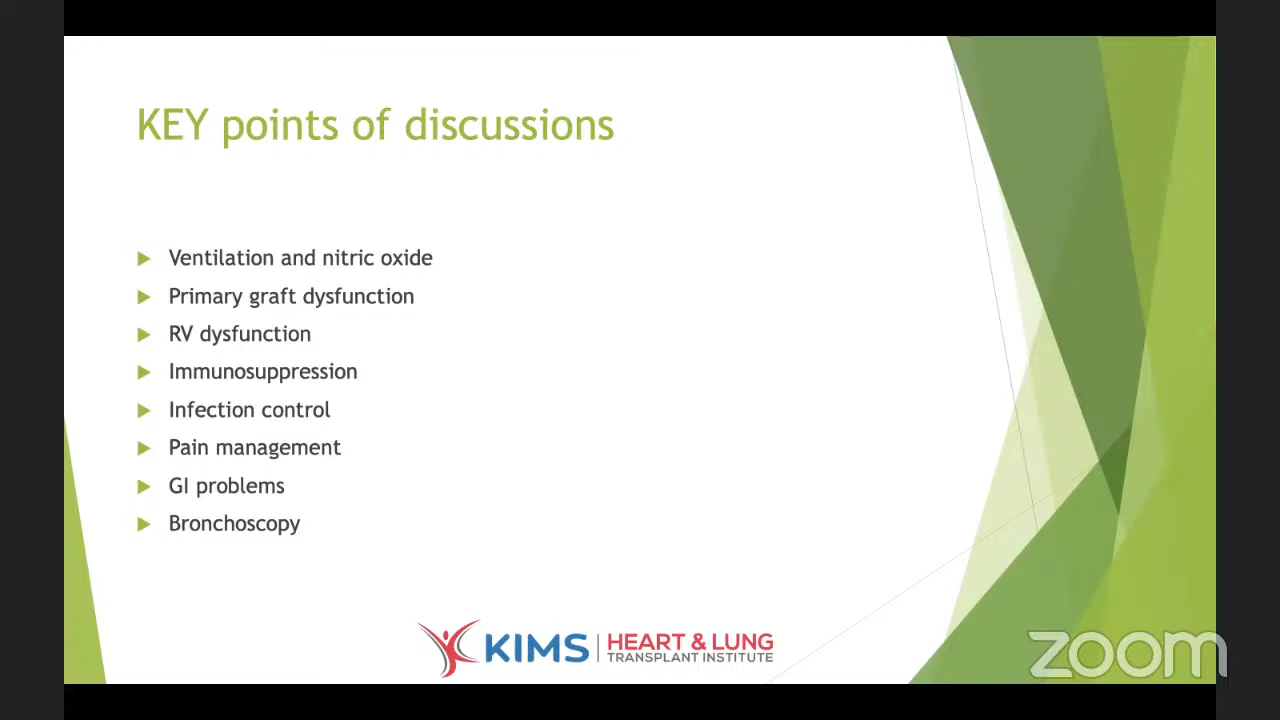 KEY points of discussions
Ventilation and nitric oxide
Primary graft dysfunction
RV dysfunction
Immunosuppression
Infection control
Pain management
GI problems
Bronchoscopy
KIMS HEART & LUNG
TRANSPLANT INSTITUTE
zoom